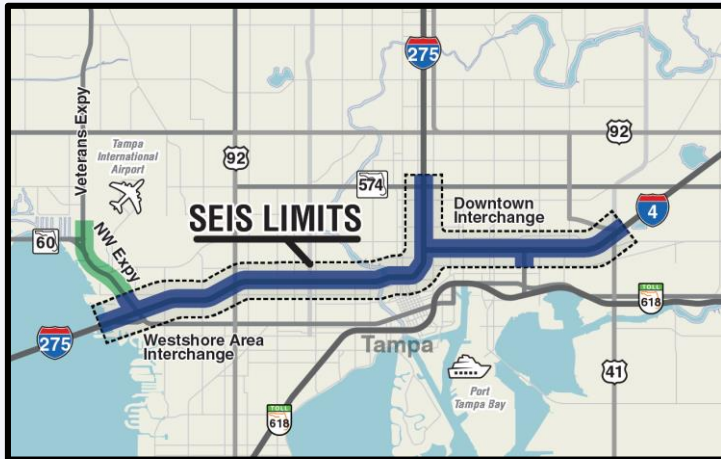 275
92
92
Veterans Expy
Tampa
International
Airport
574
Downtown
Interchange
4
SEIS LIMITS
60
NW Expy
TOLL
618
275
Westshore Area
Interchange
Tampa
41
Port
Tampa Bay
TOLL
618